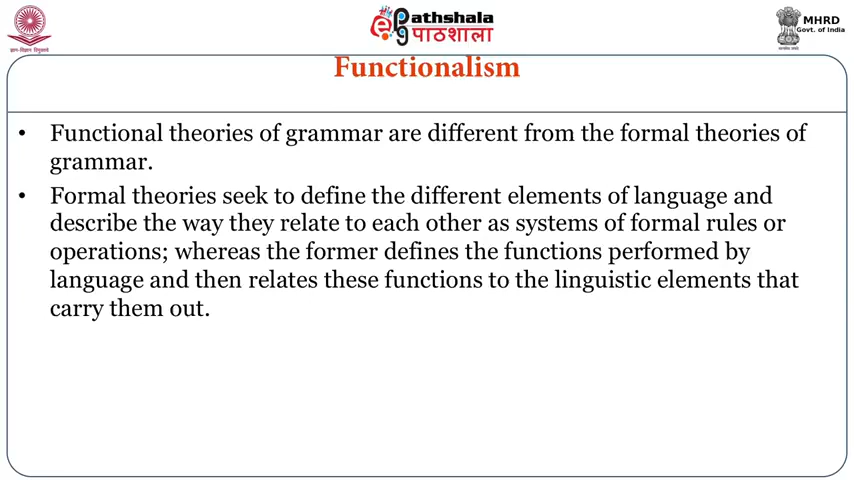 ePathshala
पाठशाला
MHRD
Govt. of India
Functionalism
• Functional theories of grammar are different from the formal theories of
grammar.
• Formal theories seek to define the different elements of language and
describe the way they relate to each other as systems of formal rules or
operations; whereas the former defines the functions performed by
language and then relates these functions to the linguistic elements that
carry them out.